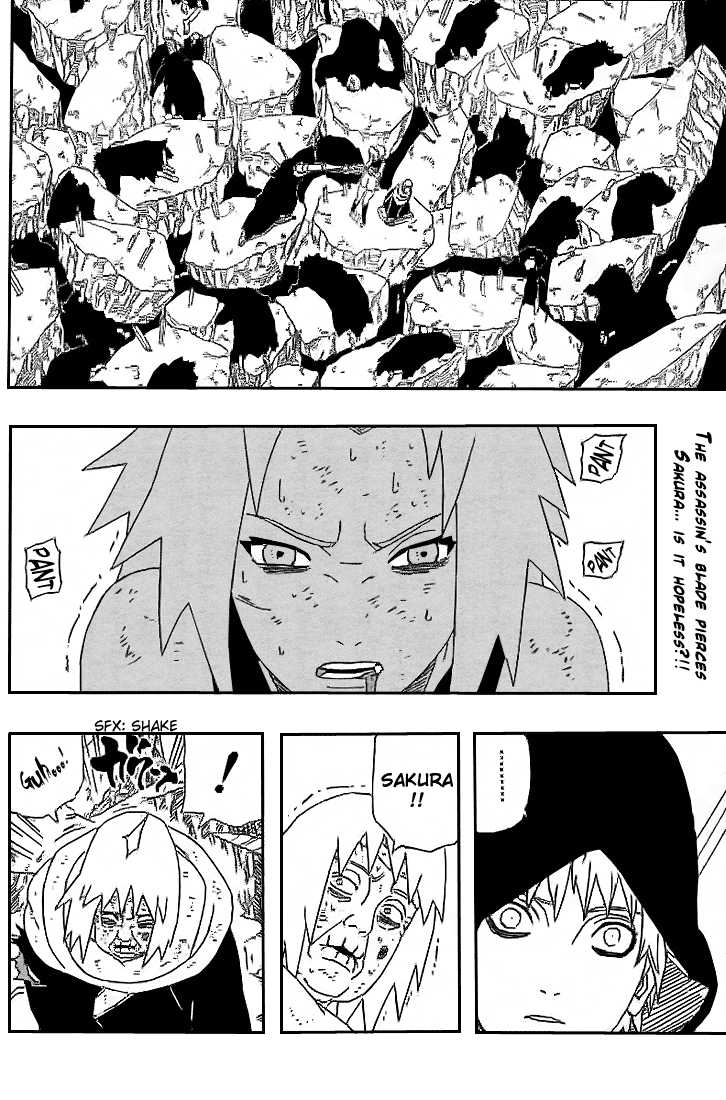 THE ASSASSIN'S BLADE PIERCES
SAKURA... IS IT HOPELESS?!!
PANT
PANT
PANT
..........
SAKURA
!!
SFX: SHAKE
!
Guh...!